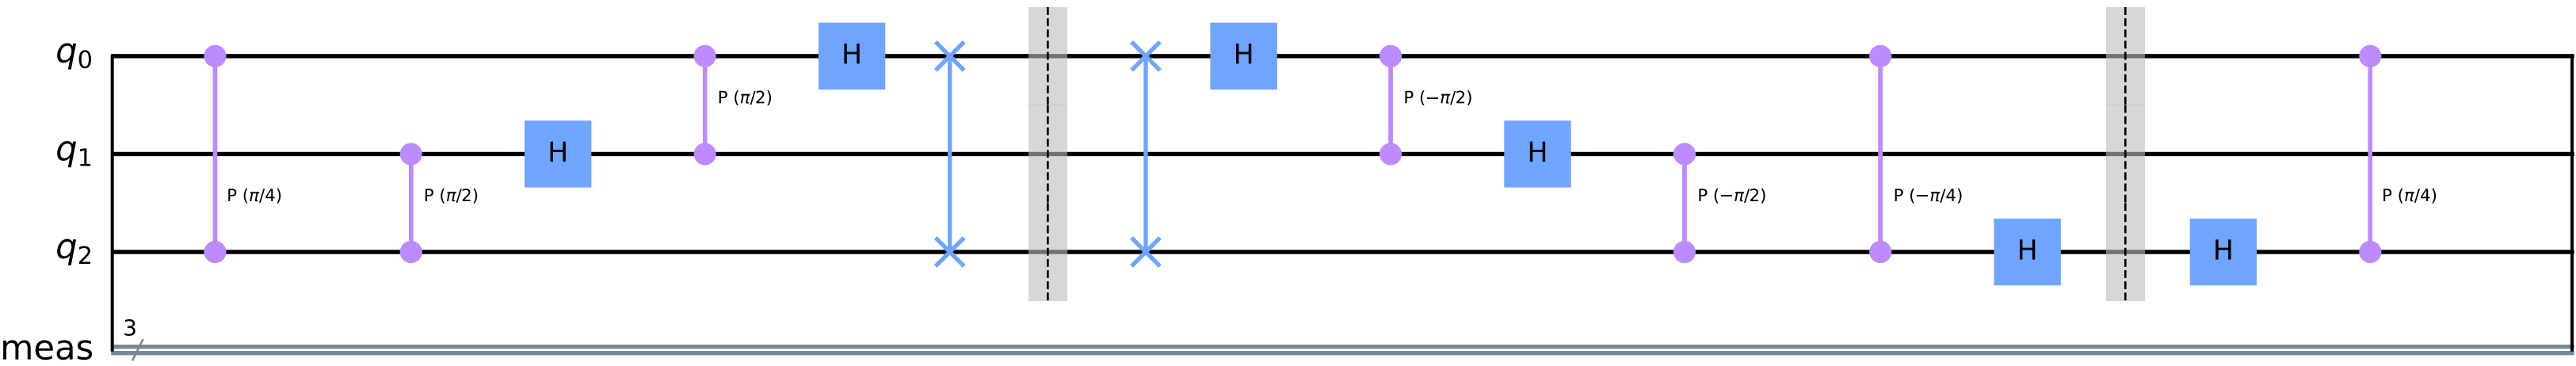 q0 H H
P (π/2) P (−π/2)
q1 H H
P (π/4) P (π/2) P (−π/2) P (−π/4) P (π/4)
q2 H H
3
meas